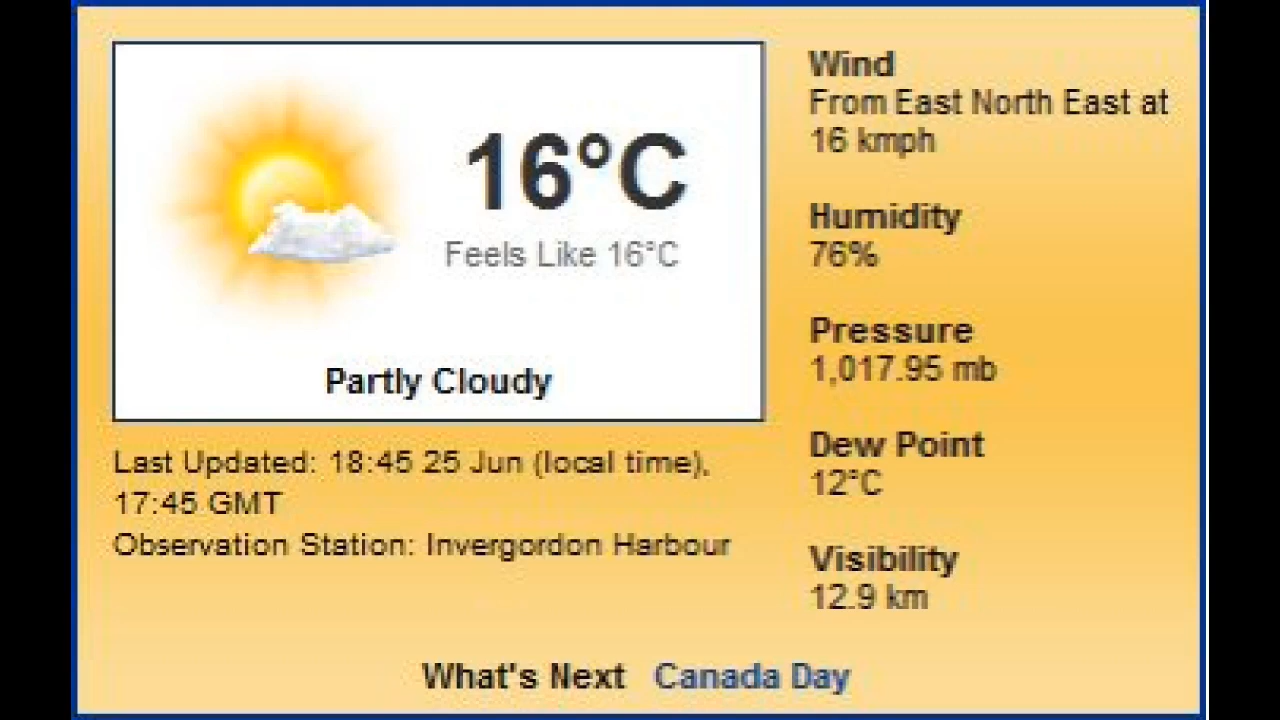 16°C
Feels Like 16°C
Partly Cloudy
Last Updated: 18:45 25 Jun (local time),
17:45 GMT
Observation Station: Invergordon Harbour
Wind
From East North East at
16 kmph
Humidity
76%
Pressure
1,017.95 mb
Dew Point
12°C
Visibility
12.9 km
What's Next Canada Day